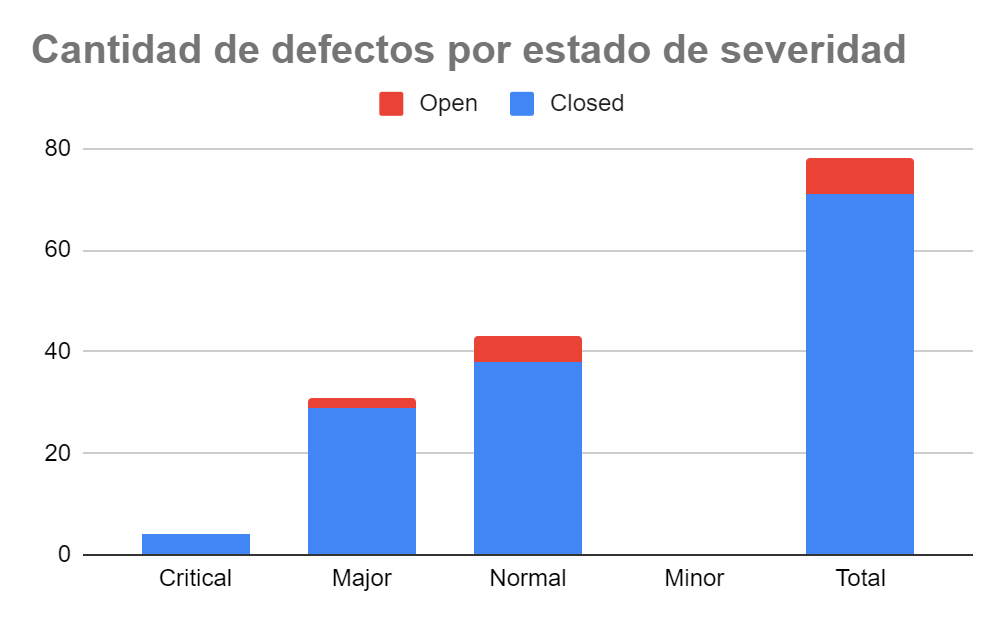 Cantidad de defectos por estado de severidad
Open Closed
80
60
40
20
0
Critical Major Normal Minor Total